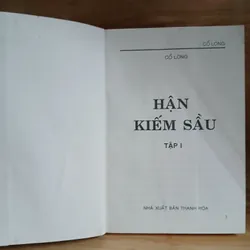 CỔ LONG
CỔ LONG
HẬN
KIẾM SẦU
TẬP I
NHÀ XUẤT BẢN THANH HÓA